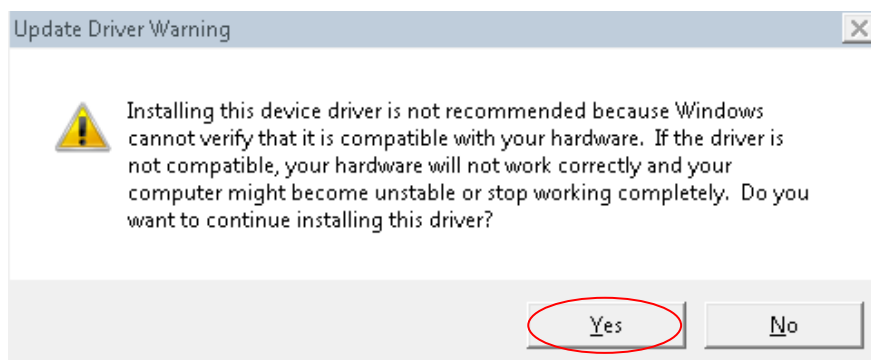 Update Driver Warning
Installing this device driver is not recommended because Windows
cannot verify that it is compatible with your hardware.  If the driver is
not compatible, your hardware will not work correctly and your
computer might become unstable or stop working completely.  Do you
want to continue installing this driver?
Yes No